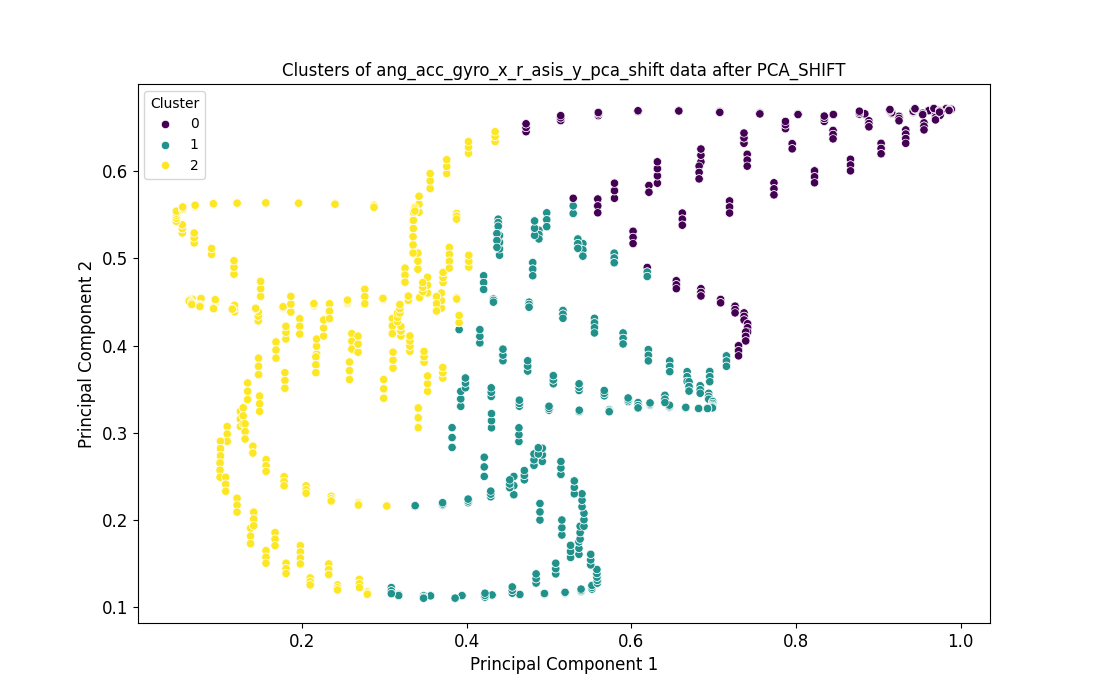 Clusters of ang_acc_gyro_x_r_asis_y_pca_shift data after PCA_SHIFT
Cluster
0
1
2
Principal Component 2
0.6
0.5
0.4
0.3
0.2
0.1
0.2 0.4 0.6 0.8 1.0
Principal Component 1